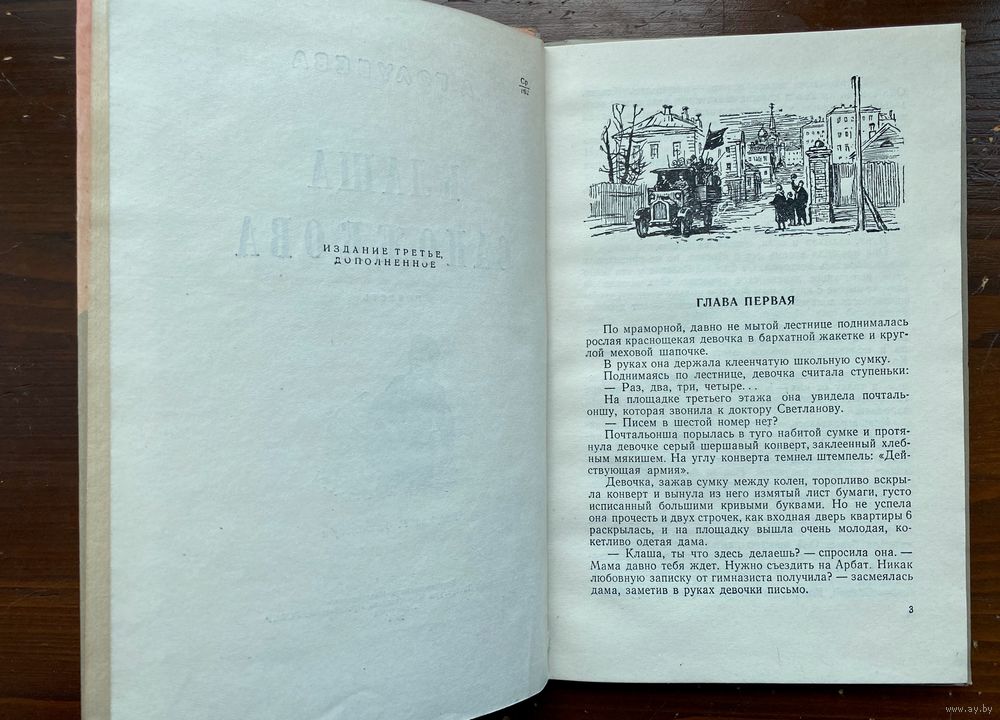 Ср
192
ИЗДАНИЕ ТРЕТЬЕ,
ДОПОЛНЕННОЕ
ГЛАВА ПЕРВАЯ
По мраморной, давно не мытой лестнице поднималась
рослая краснощекая девочка в бархатной жакетке и круг-
лой меховой шапочке.
В руках она держала клеенчатую школьную сумку.
Поднимаясь по лестнице, девочка считала ступеньки:
— Раз, два, три, четыре...
На площадке третьего этажа она увидела почталь-
оншу, которая звонила к доктору Светланову.
— Писем в шестой номер нет?
Почтальонша порылась в туго набитой сумке и протя-
нула девочке серый шершавый конверт, заклеенный хлеб-
ным мякишем. На углу конверта темнел штемпель: «Дей-
ствующая армия».
Девочка, зажав сумку между колен, торопливо вскры-
ла конверт и вынула из него измятый лист бумаги, густо
исписанный большими кривыми буквами. Но не успела
она прочесть и двух строчек, как входная дверь квартиры 6
раскрылась, и на площадку вышла очень молодая, ко-
кетливо одетая дама.
— Клаша, ты что здесь делаешь? — спросила она. —
Мама давно тебя ждет. Нужно съездить на Арбат. Никак
любовную записку от гимназиста получила? — засмеялась
дама, заметив в руках девочки письмо.
3
www.ay.by